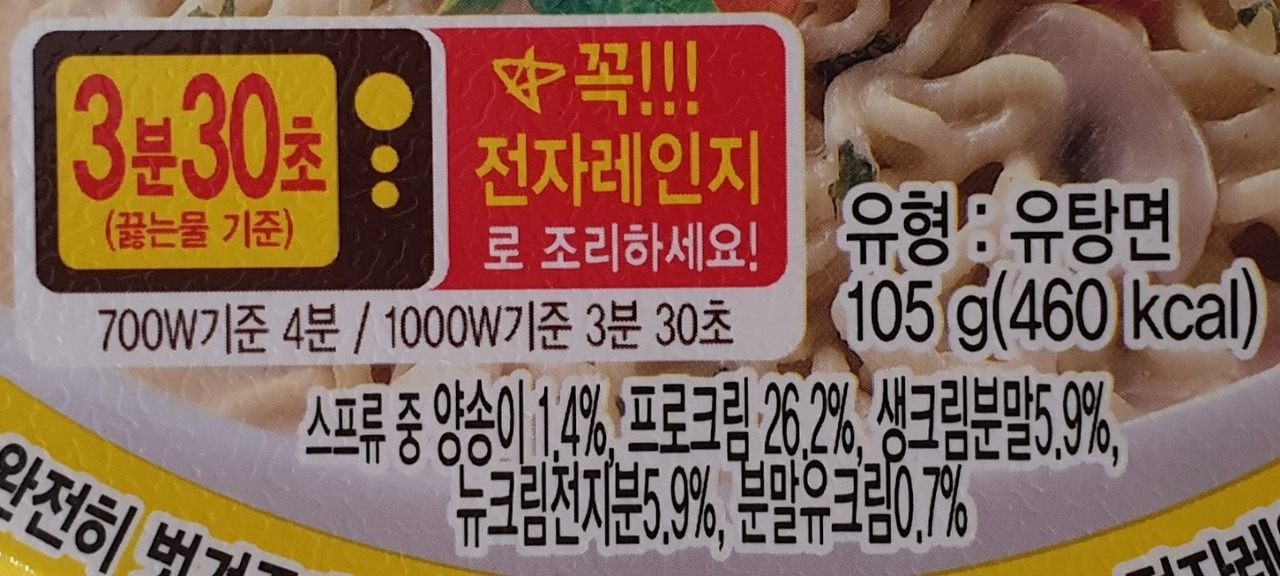 3분30초
(끓는물 기준)
꼭!!!
전자레인지
로 조리하세요!
700W기준 4분 / 1000W기준 3분 30초
유형 : 유탕면
105 g(460 kcal)
스프류 중 양송이 1.4%, 프로크림 26.2%, 생크림분말5.9%,
뉴크림전지분5.9%, 분말유크림0.7%
완전히